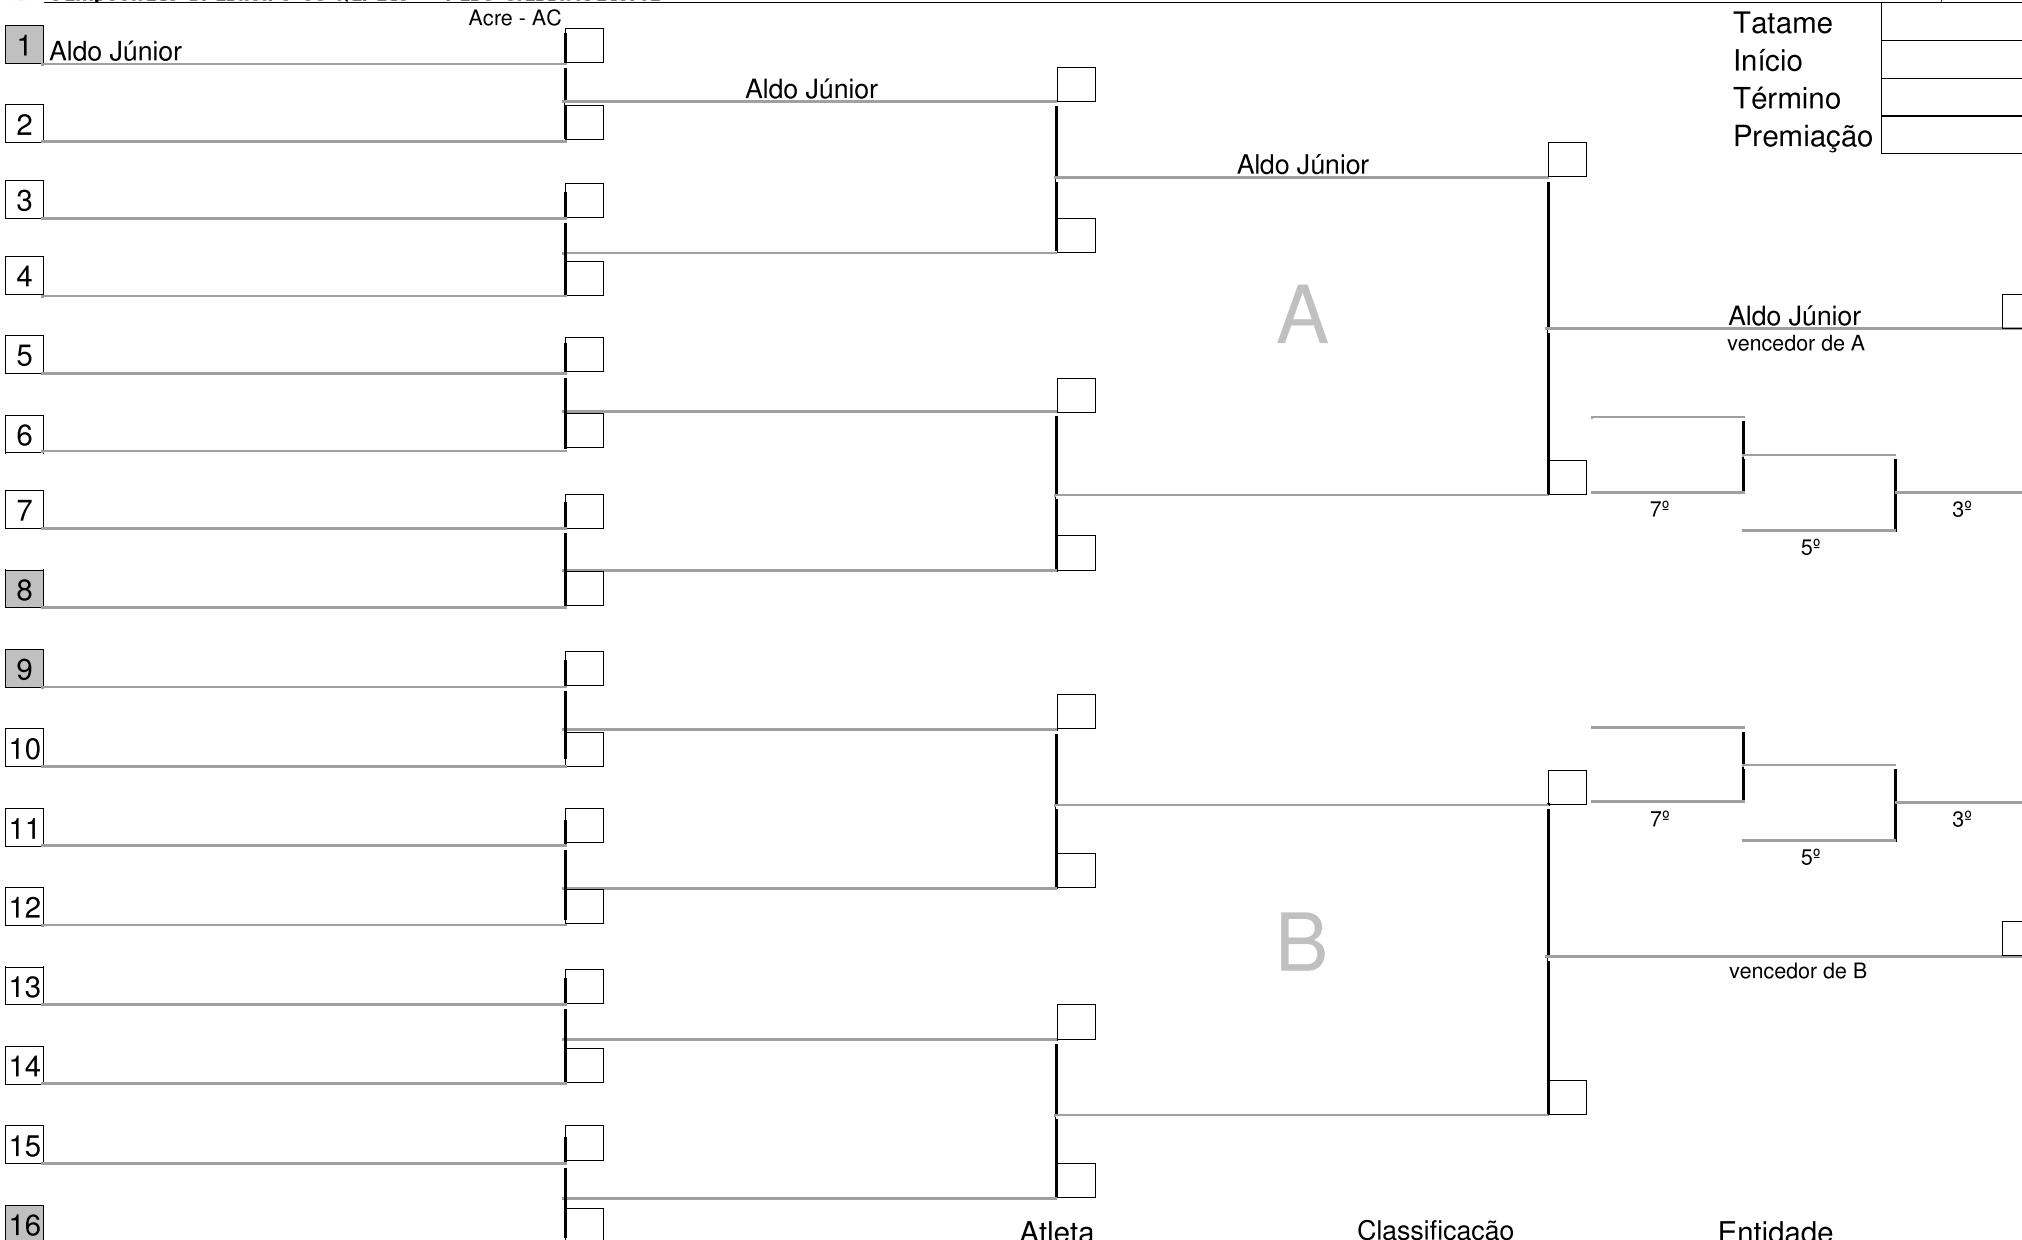 Acre - AC
1 Aldo Júnior
Tatame
Início
Término
Premiação
Aldo Júnior
2
Aldo Júnior
3
4
Aldo Júnior
vencedor de A
A
5
6
7
7º
3º
5º
8
9
10
7º
3º
11
5º
12
B
vencedor de B
13
14
15
16
Atleta Classificação Entidade